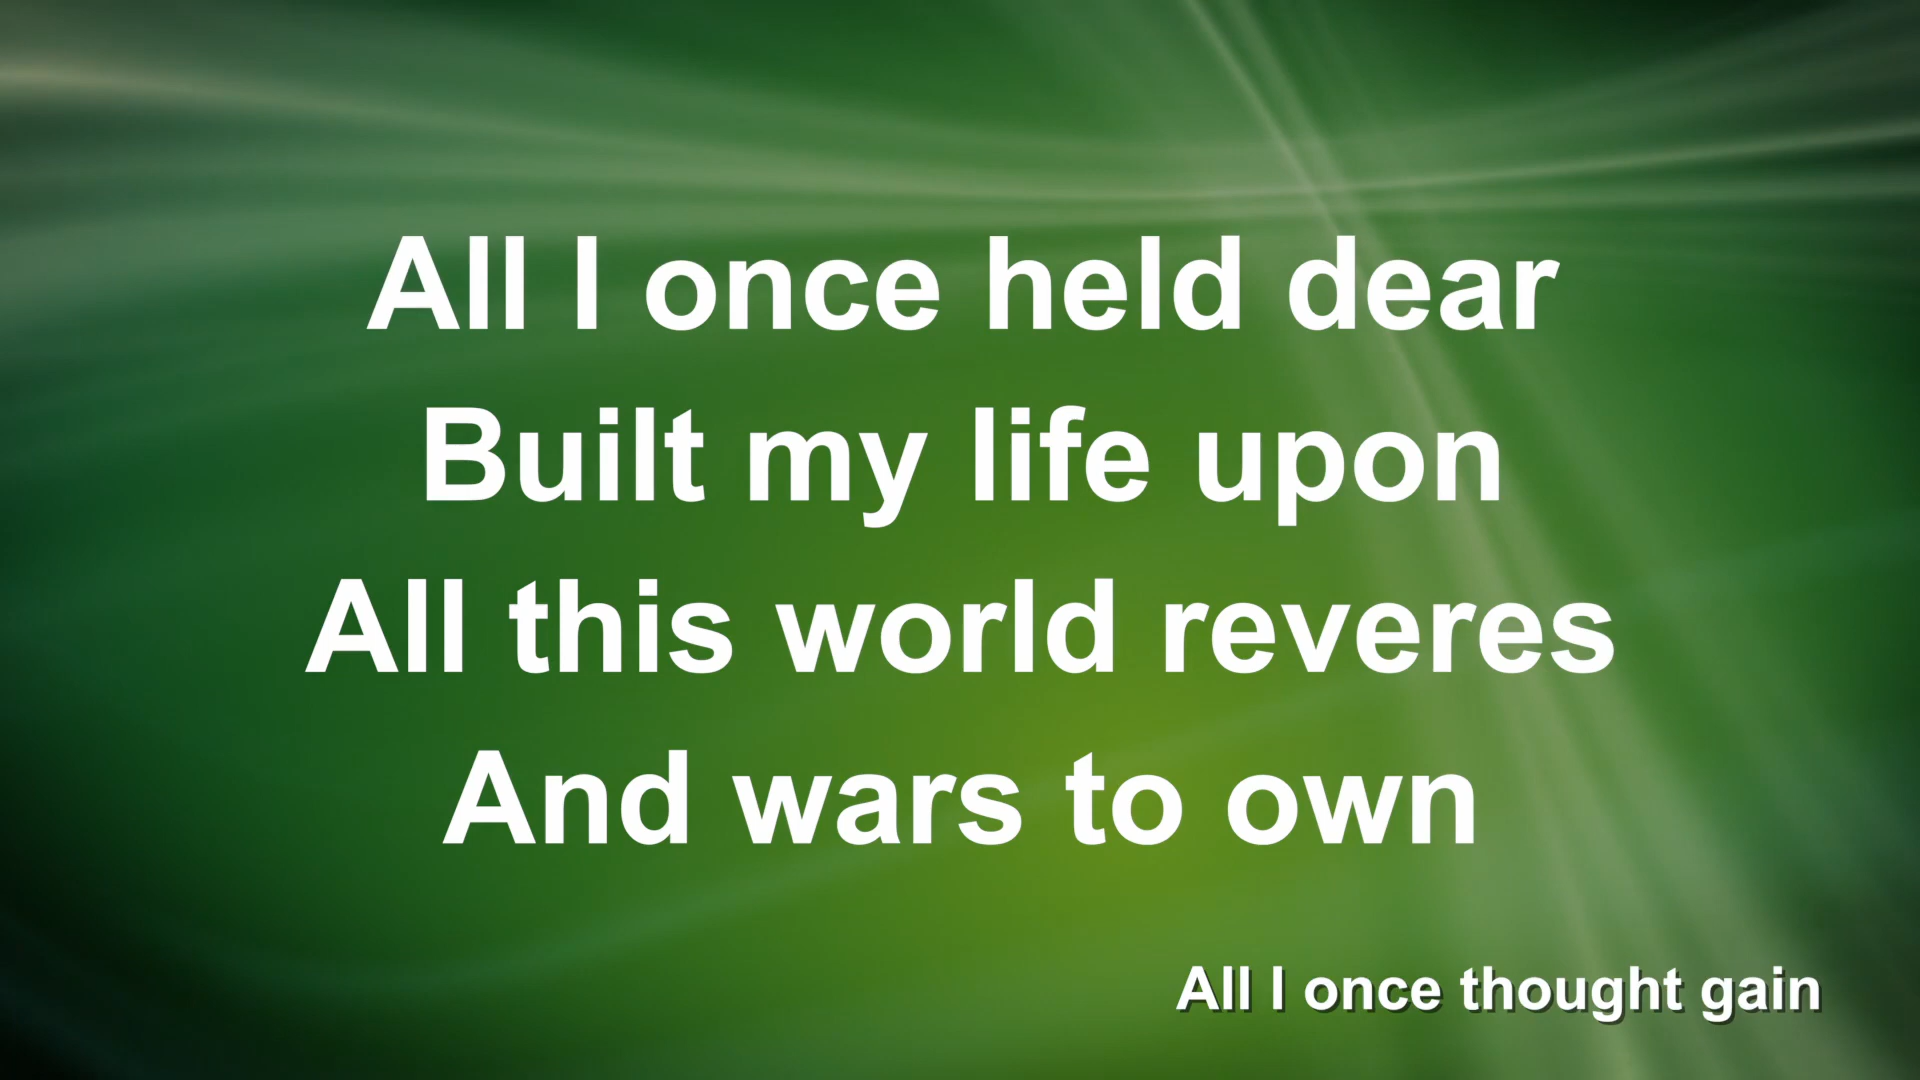 All I once held dear
Built my life upon
All this world reveres
And wars to own
All I once thought gain